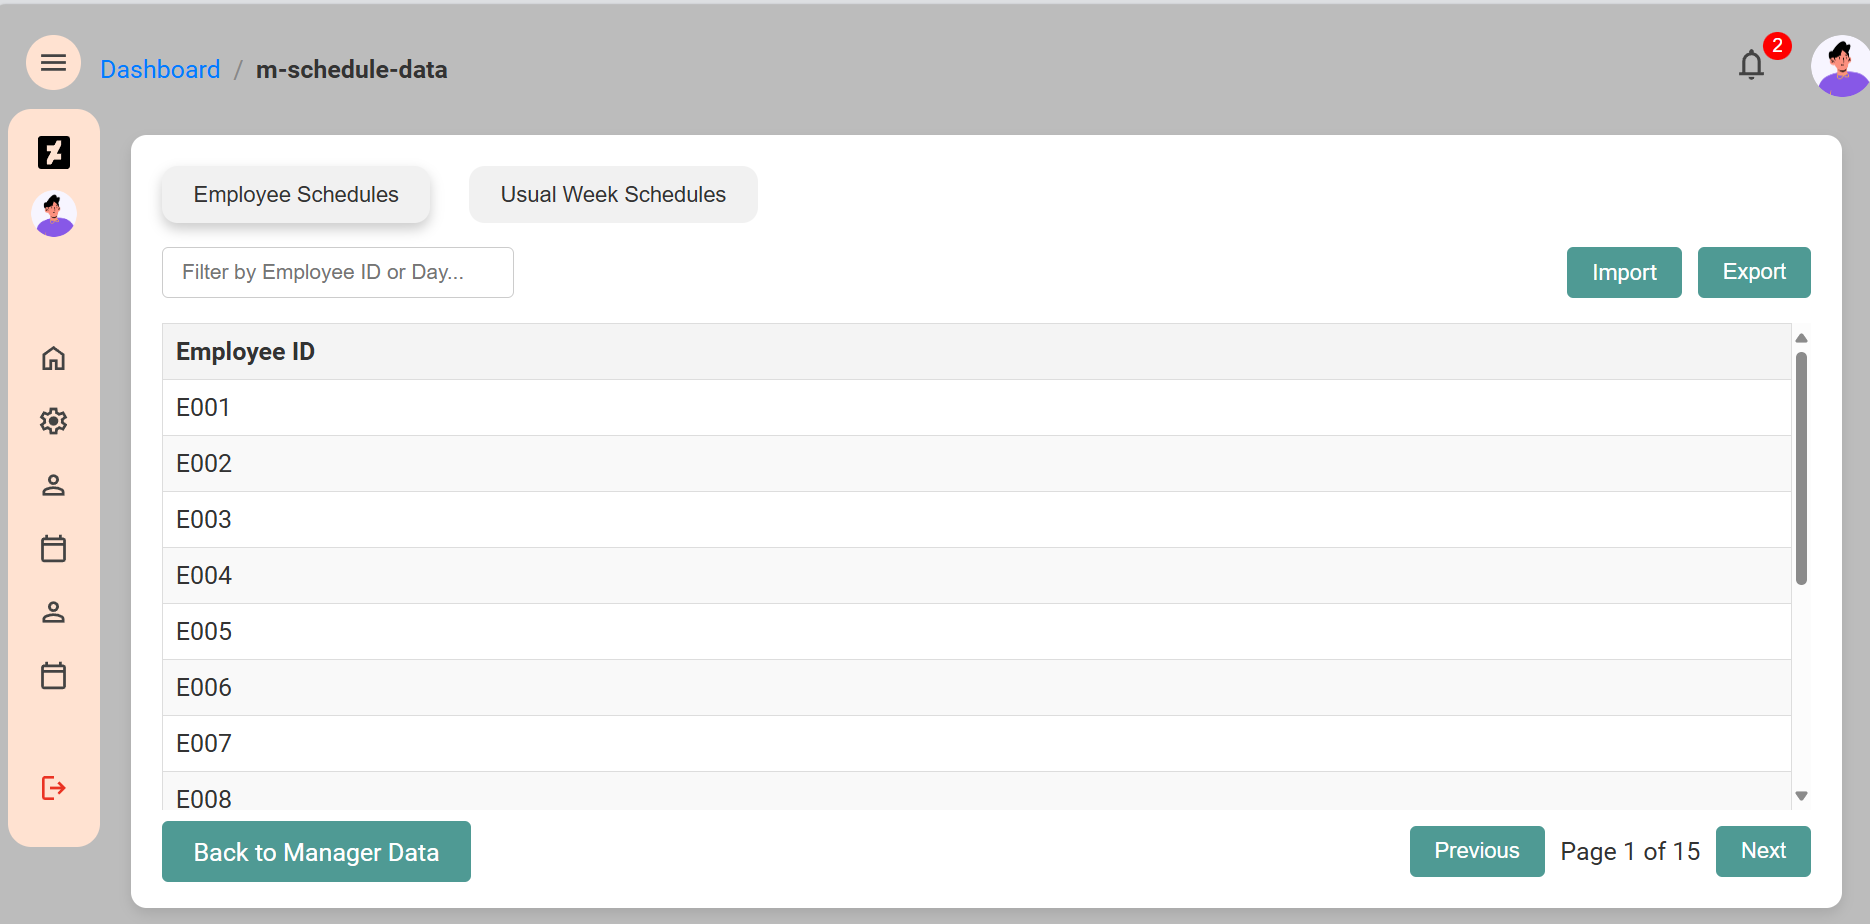 Dashboard / m-schedule-data
2
Employee Schedules
Usual Week Schedules
Filter by Employee ID or Day...
Import
Export
Employee ID
E001
E002
E003
E004
E005
E006
E007
E008
Back to Manager Data
Previous
Page 1 of 15
Next